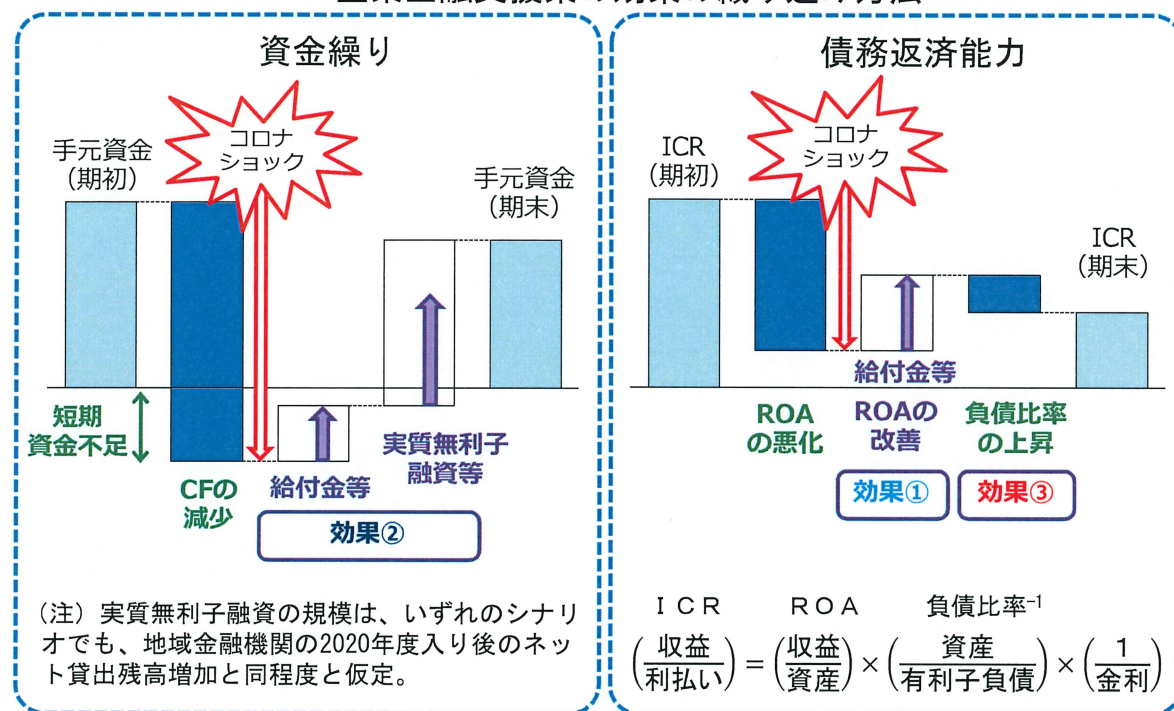 資金繰り
コロナ
ショック
手元資金
(期初)
手元資金
(期末)
短期
資金不足
CFの
減少
給付金等
実質無利子
融資等
効果②
(注) 実質無利子融資の規模は、いずれのシナリ
オでも、地域金融機関の2020年度入り後のネッ
ト貸出残高増加と同程度と仮定。
債務返済能力
コロナ
ショック
ICR
(期初)
ICR
(期末)
給付金等
ROA
の悪化
ROAの
改善
負債比率
の上昇
効果①
効果③
ICR ROA 負債比率⁻¹
(収益/利払い) = (収益/資産) × (資産/有利子負債) × (1/金利)